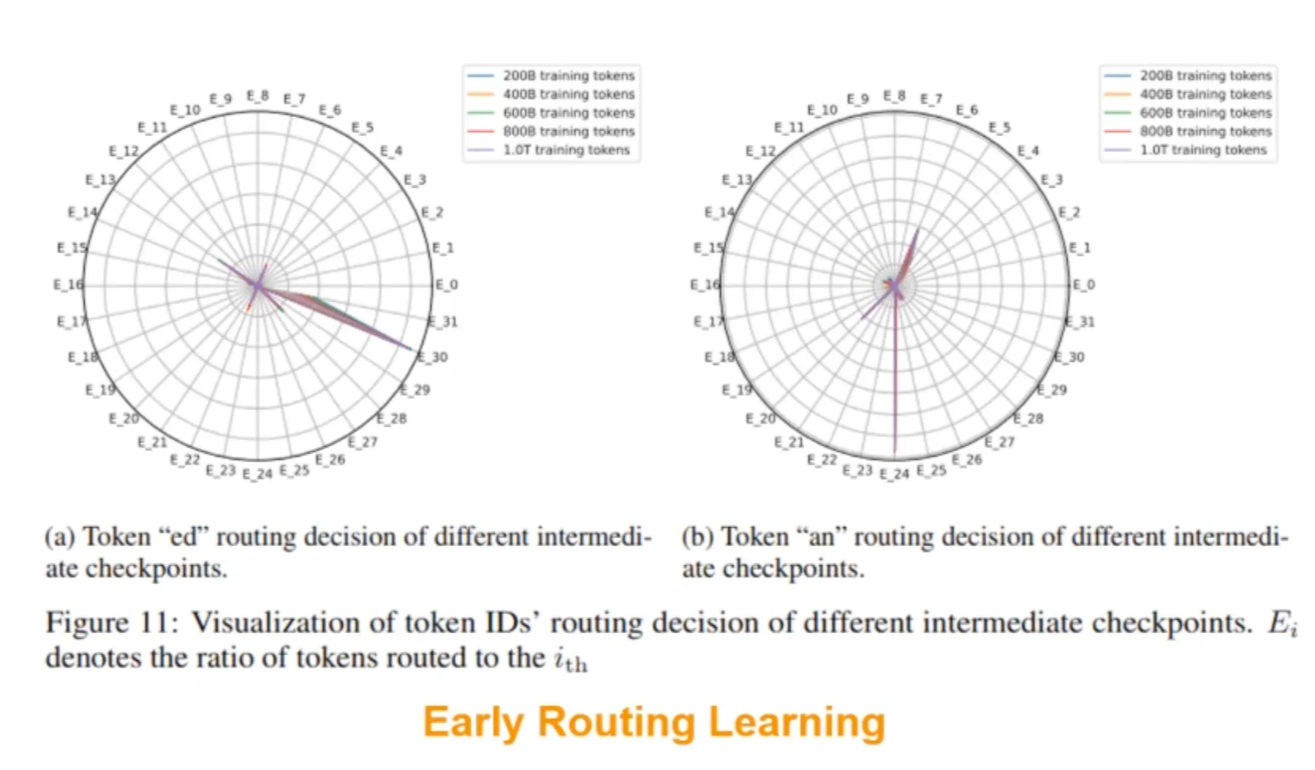 E_8
E_9
E_7
E_10
E_6
E_11
E_5
E_12
E_4
E_13
E_3
E_14
E_2
E_15
E_1
E_16
E_0
E_17
E_31
E_18
E_30
E_19
E_29
E_20
E_28
E_21
E_27
E_22
E_26
E_23
E_24
E_25
200B training tokens
400B training tokens
600B training tokens
800B training tokens
1.0T training tokens
E_8
E_9
E_7
E_10
E_6
E_11
E_5
E_12
E_4
E_13
E_3
E_14
E_2
E_15
E_1
E_16
E_0
E_17
E_31
E_18
E_30
E_19
E_29
E_20
E_28
E_21
E_27
E_22
E_26
E_23
E_24
E_25
200B training tokens
400B training tokens
600B training tokens
800B training tokens
1.0T training tokens
(a) Token “ed” routing decision of different intermedi-
ate checkpoints.
(b) Token “an” routing decision of different intermedi-
ate checkpoints.
Figure 11: Visualization of token IDs’ routing decision of different intermediate checkpoints. E_i
denotes the ratio of tokens routed to the i_th
Early Routing Learning